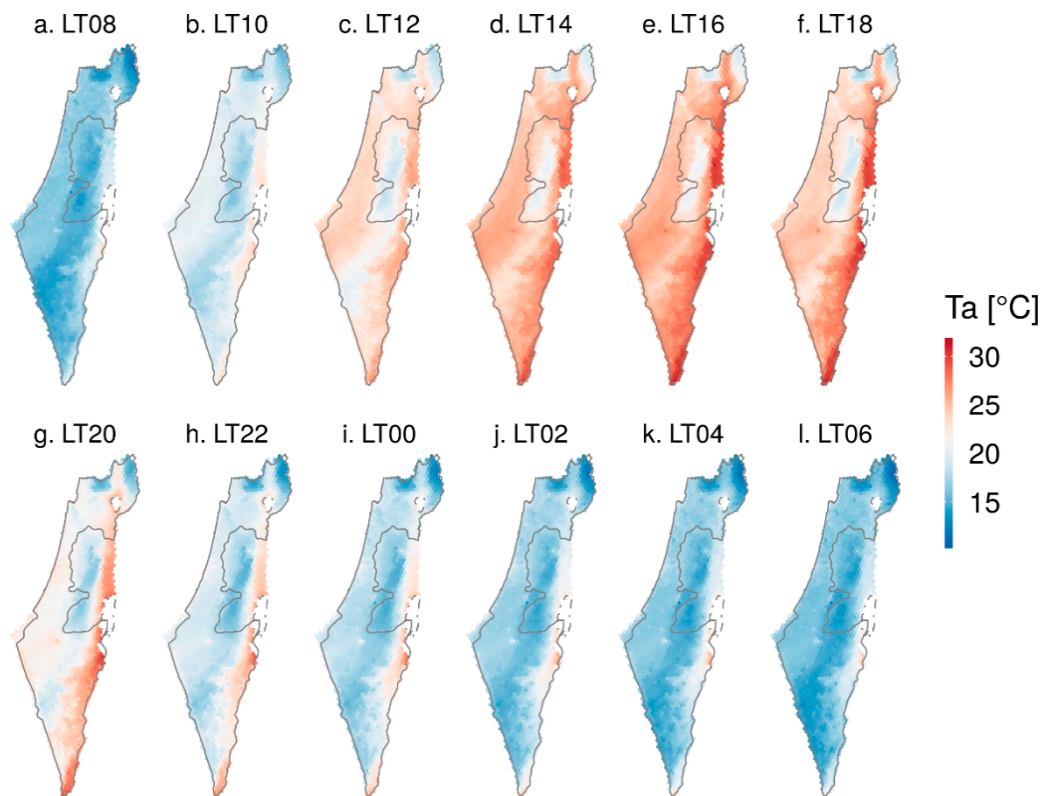 a. LT08
b. LT10
c. LT12
d. LT14
e. LT16
f. LT18
Ta [°C]
30
25
20
15
g. LT20
h. LT22
i. LT00
j. LT02
k. LT04
l. LT06